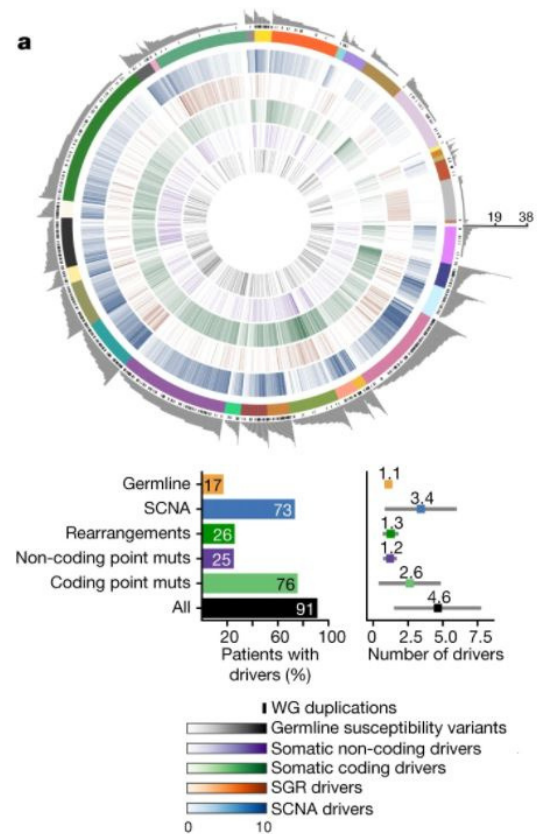 a
19 38
Germline 17 1.1
SCNA 73 3.4
Rearrangements 26 1.3
Non-coding point muts 25 1.2
Coding point muts 76 2.6
All 91 4.6
20 60 100 0 2.5 5.0 7.5
Patients with drivers (%) Number of drivers
WG duplications
Germline susceptibility variants
Somatic non-coding drivers
Somatic coding drivers
SGR drivers
SCNA drivers
0 10